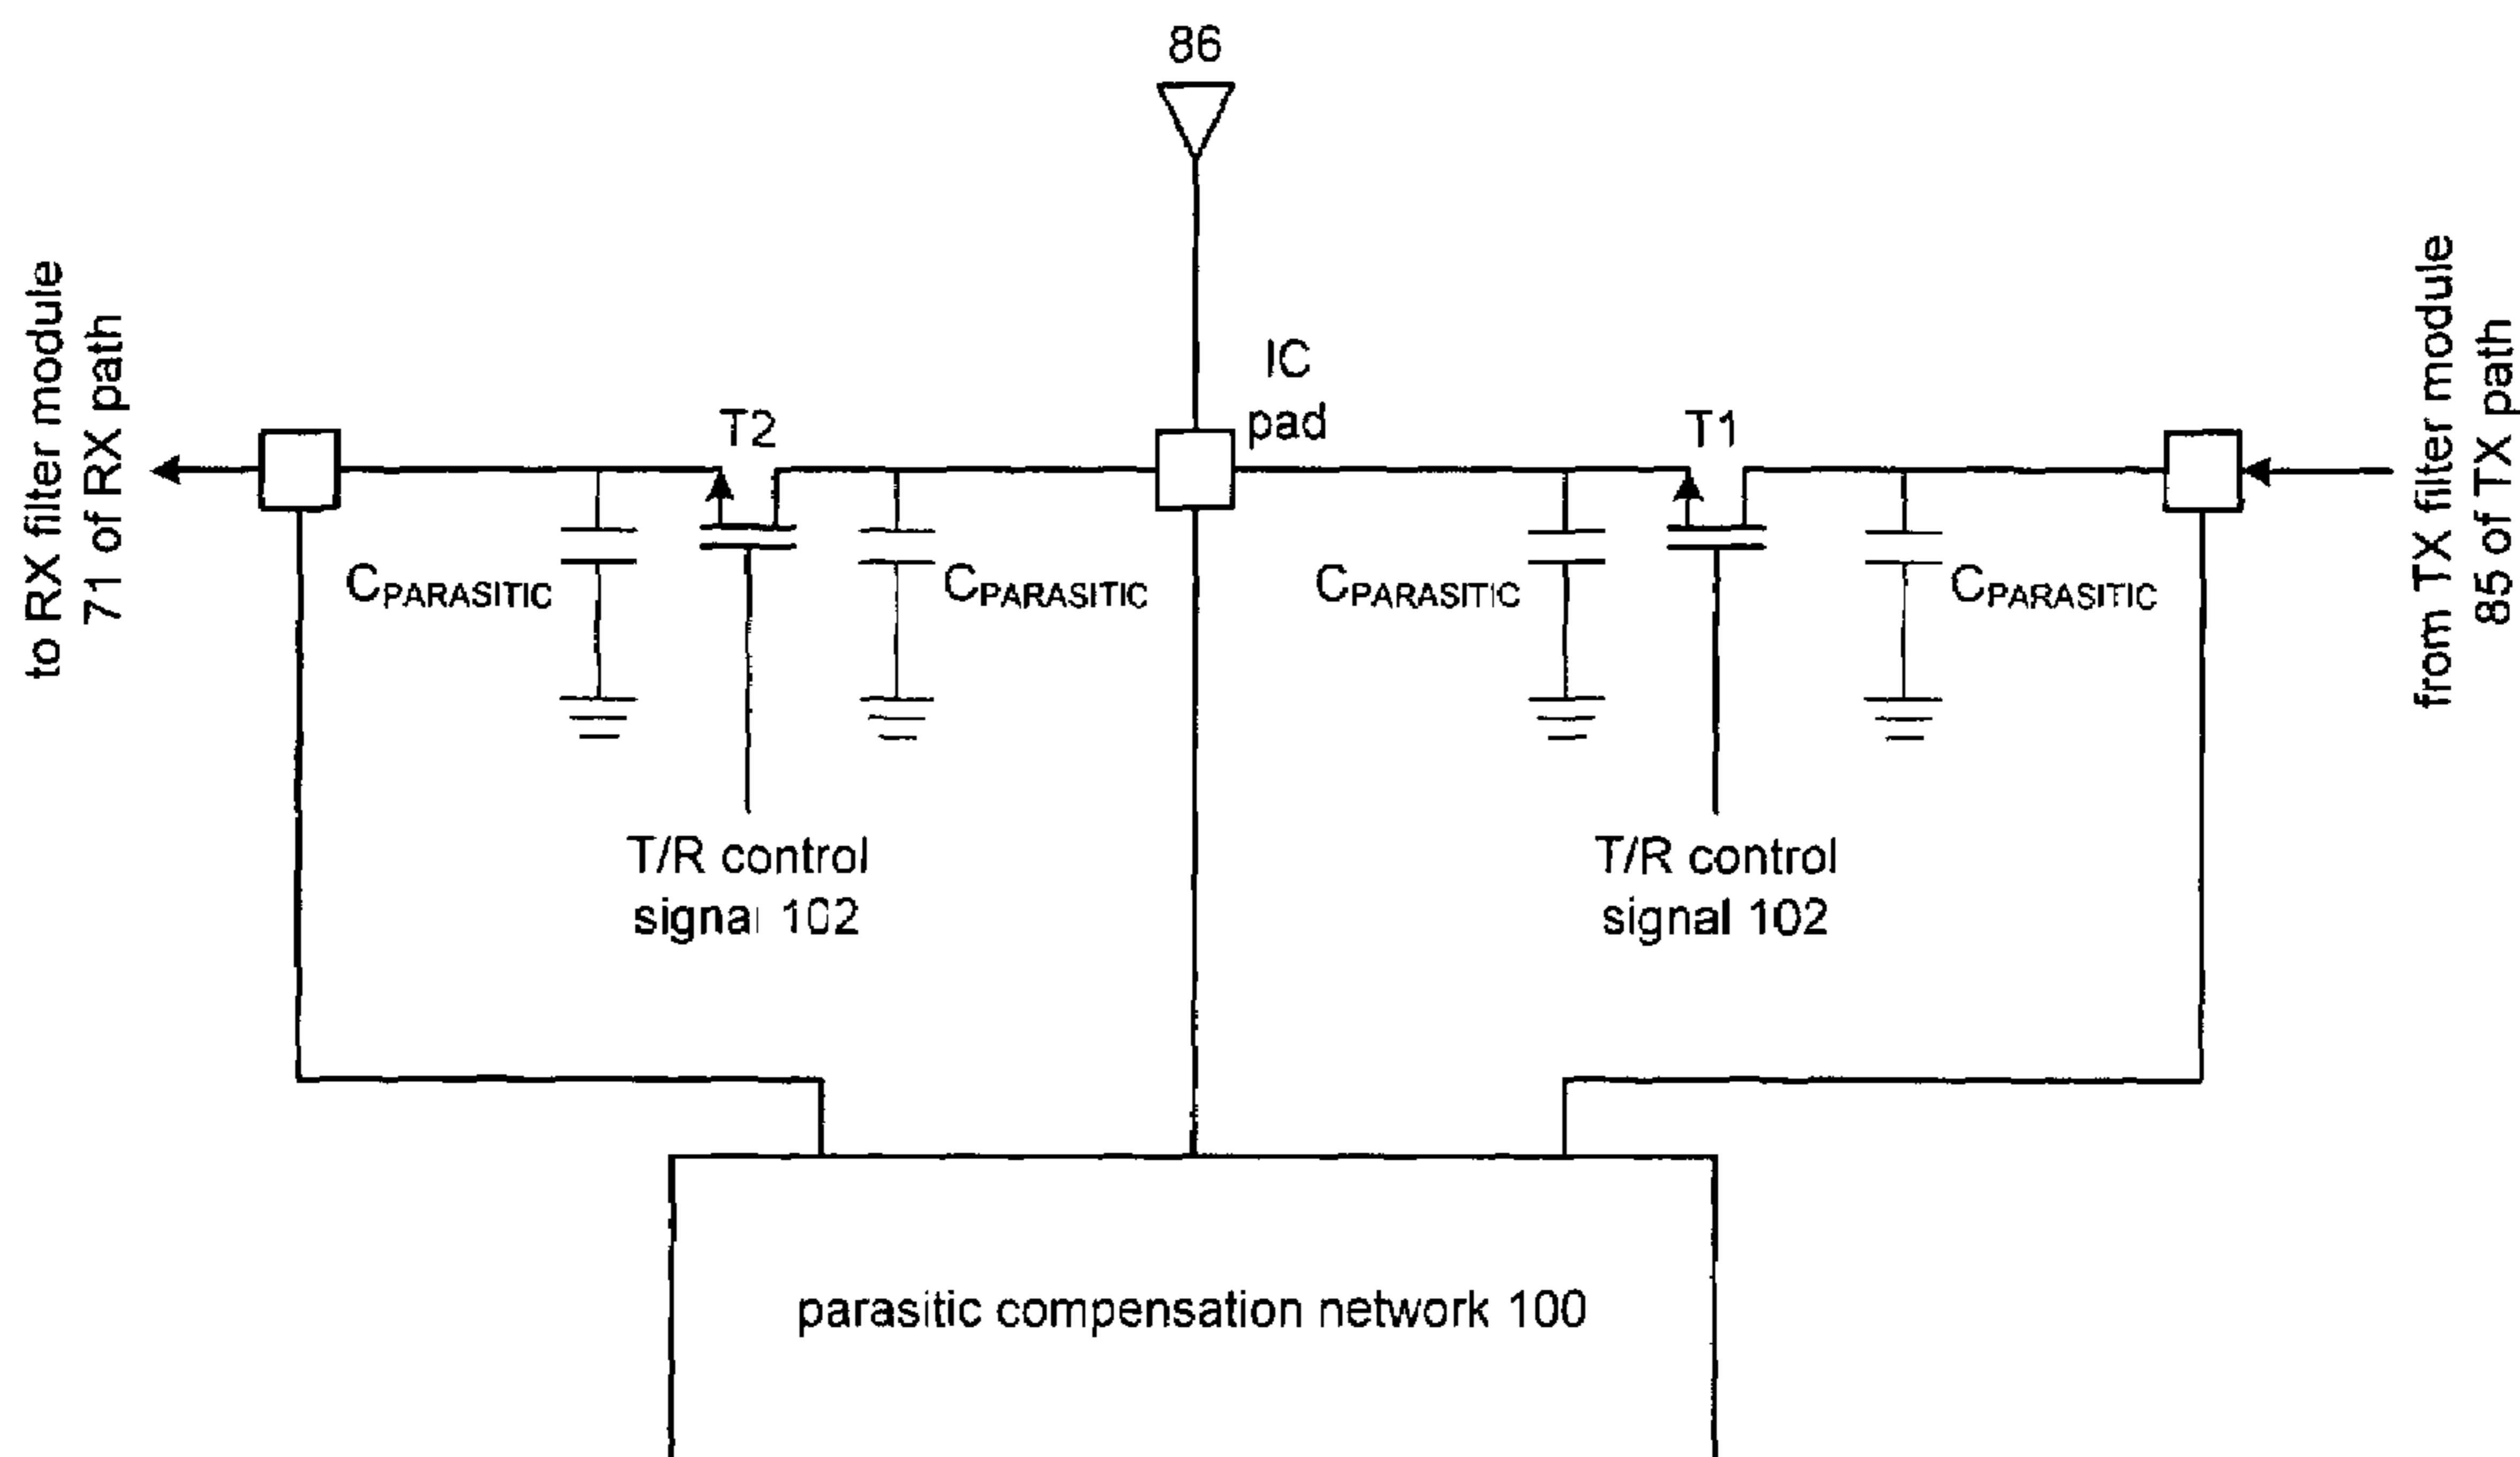 86
IC
pad
to RX filter module
71 of RX path
T2
T1
from TX filter module
85 of TX path
CPARASITIC
CPARASITIC
CPARASITIC
CPARASITIC
T/R control
signal 102
T/R control
signal 102
parasitic compensation network 100